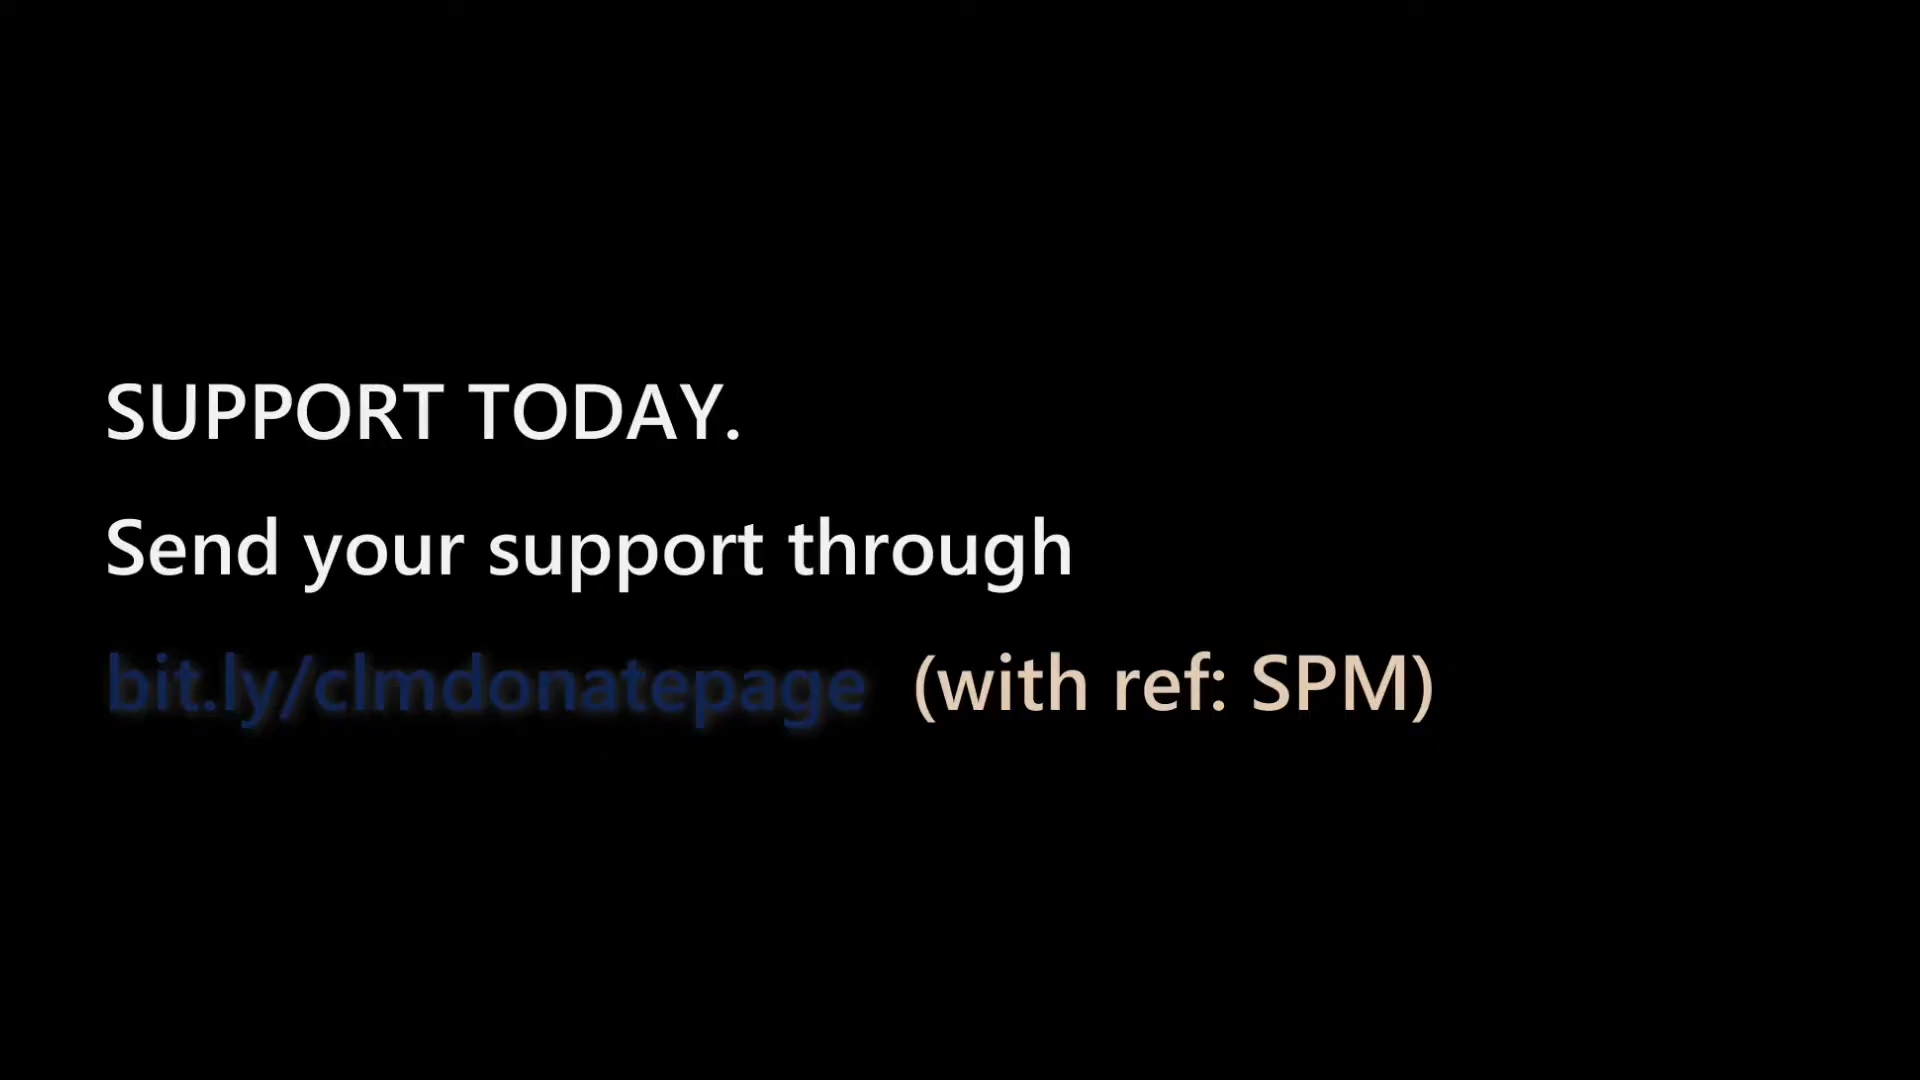 SUPPORT TODAY.
Send your support through
bit.ly/clmdonatepage (with ref: SPM)